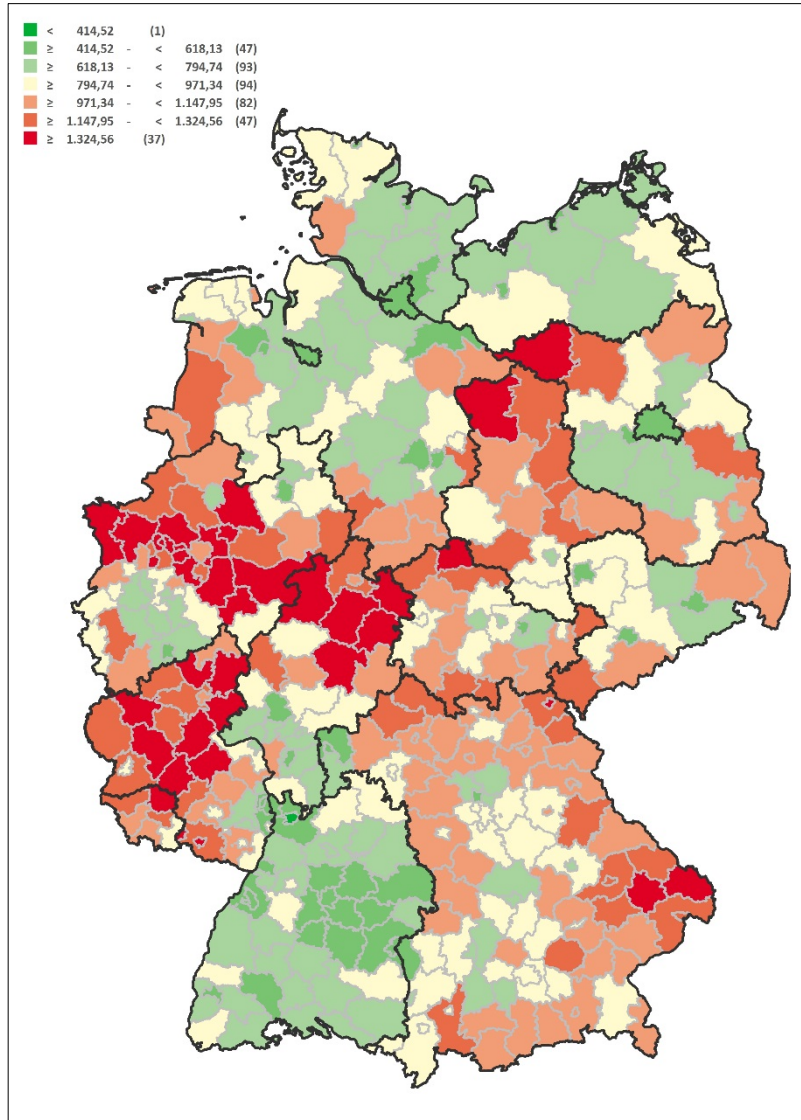 < 414,52 (1)
≥ 414,52 - < 618,13 (47)
≥ 618,13 - < 794,74 (93)
≥ 794,74 - < 971,34 (94)
≥ 971,34 - < 1.147,95 (82)
≥ 1.147,95 - < 1.324,56 (47)
≥ 1.324,56 (37)